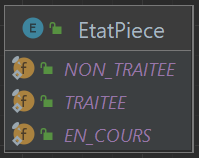 E EtatPiece
f NON_TRAITEE
f TRAITEE
f EN_COURS